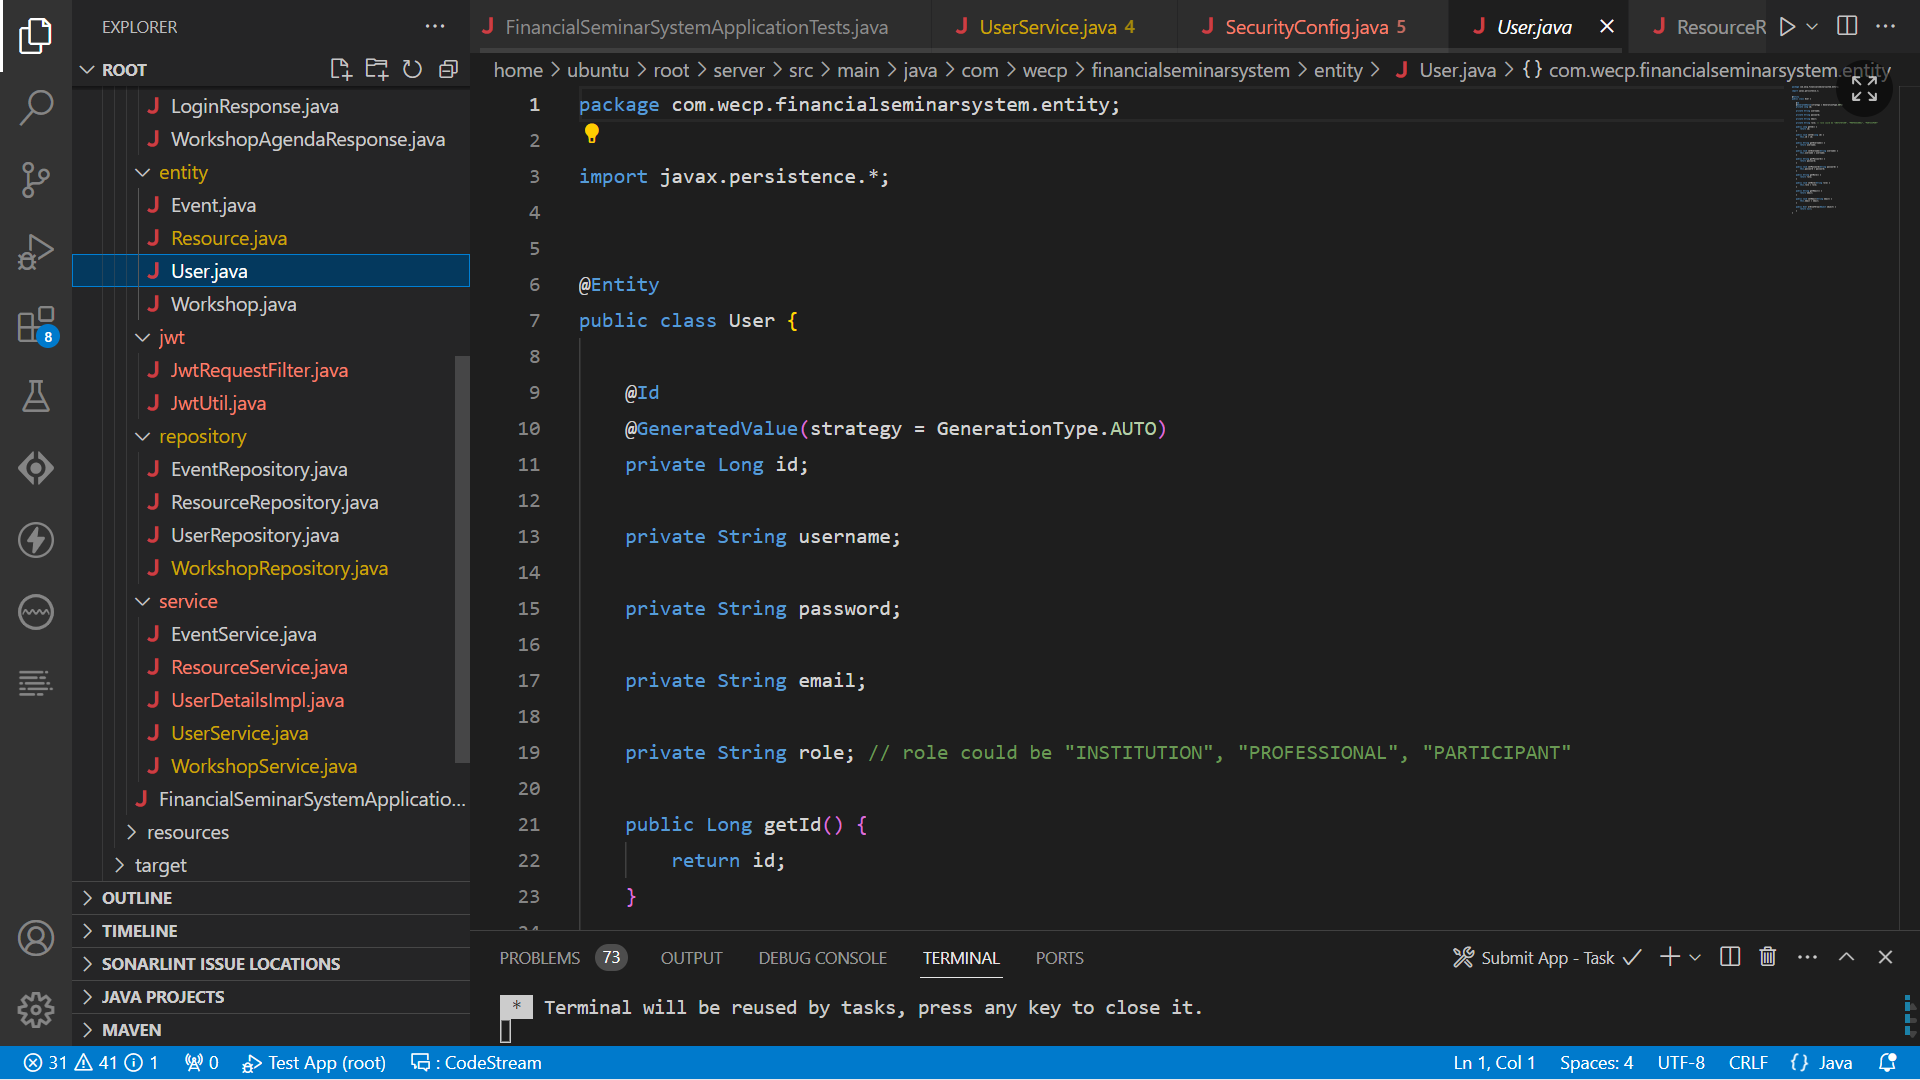 EXPLORER
ROOT
LoginResponse.java
WorkshopAgendaResponse.java
entity
Event.java
Resource.java
User.java
Workshop.java
jwt
JwtRequestFilter.java
JwtUtil.java
repository
EventRepository.java
ResourceRepository.java
UserRepository.java
WorkshopRepository.java
service
EventService.java
ResourceService.java
UserDetailsImpl.java
UserService.java
WorkshopService.java
FinancialSeminarSystemApplicatio...
resources
target
OUTLINE
TIMELINE
SONARLINT ISSUE LOCATIONS
JAVA PROJECTS
MAVEN
8
FinancialSeminarSystemApplicationTests.java
UserService.java 4
SecurityConfig.java 5
User.java
ResourceR
home > ubuntu > root > server > src > main > java > com > wecp > financialseminarsystem > entity > User.java > {} com.wecp.financialseminarsystem.entity
1 package com.wecp.financialseminarsystem.entity;
2
3 import javax.persistence.*;
4
5
6 @Entity
7 public class User {
8
9 @Id
10 @GeneratedValue(strategy = GenerationType.AUTO)
11 private Long id;
12
13 private String username;
14
15 private String password;
16
17 private String email;
18
19 private String role; // role could be "INSTITUTION", "PROFESSIONAL", "PARTICIPANT"
20
21 public Long getId() {
22 return id;
23 }
PROBLEMS 73 OUTPUT DEBUG CONSOLE TERMINAL PORTS
Submit App - Task
* Terminal will be reused by tasks, press any key to close it.
31 41 1 0 Test App (root) : CodeStream
Ln 1, Col 1 Spaces: 4 UTF-8 CRLF {} Java